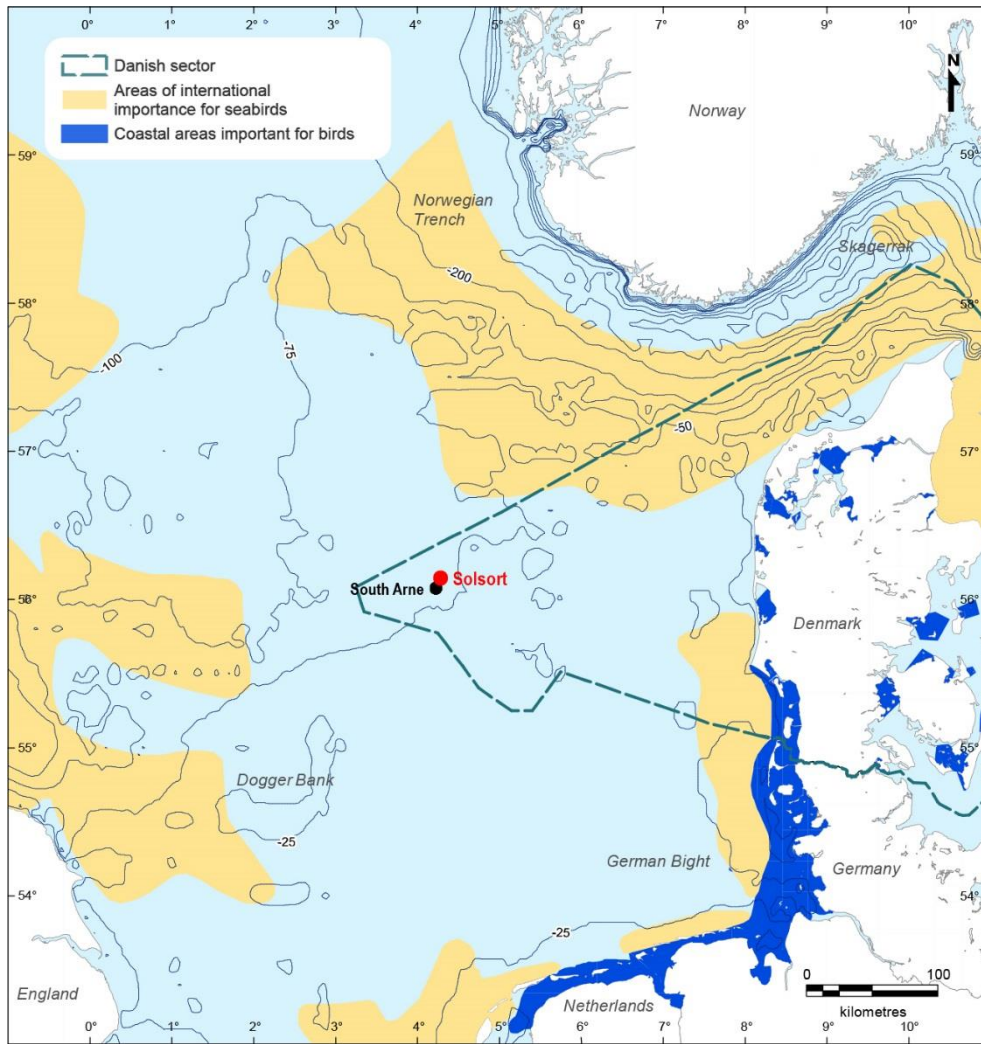 0° 1° 2° 3° 4° 5° 6° 7° 8° 9° 10°
Danish sector
Areas of international
importance for seabirds
Coastal areas important for birds
N
Norway
59° 59°
Norwegian
Trench
Skagerrak
-200
58° 58°
-100
-75
-50
57° 57°
Solsort
South Arne
56° 56°
Denmark
55° 55°
Dogger Bank
-25
German Bight
Germany
54° 54°
-25
0 100
kilometres
England
Netherlands
0° 1° 2° 3° 4° 5° 6° 7° 8° 9° 10°